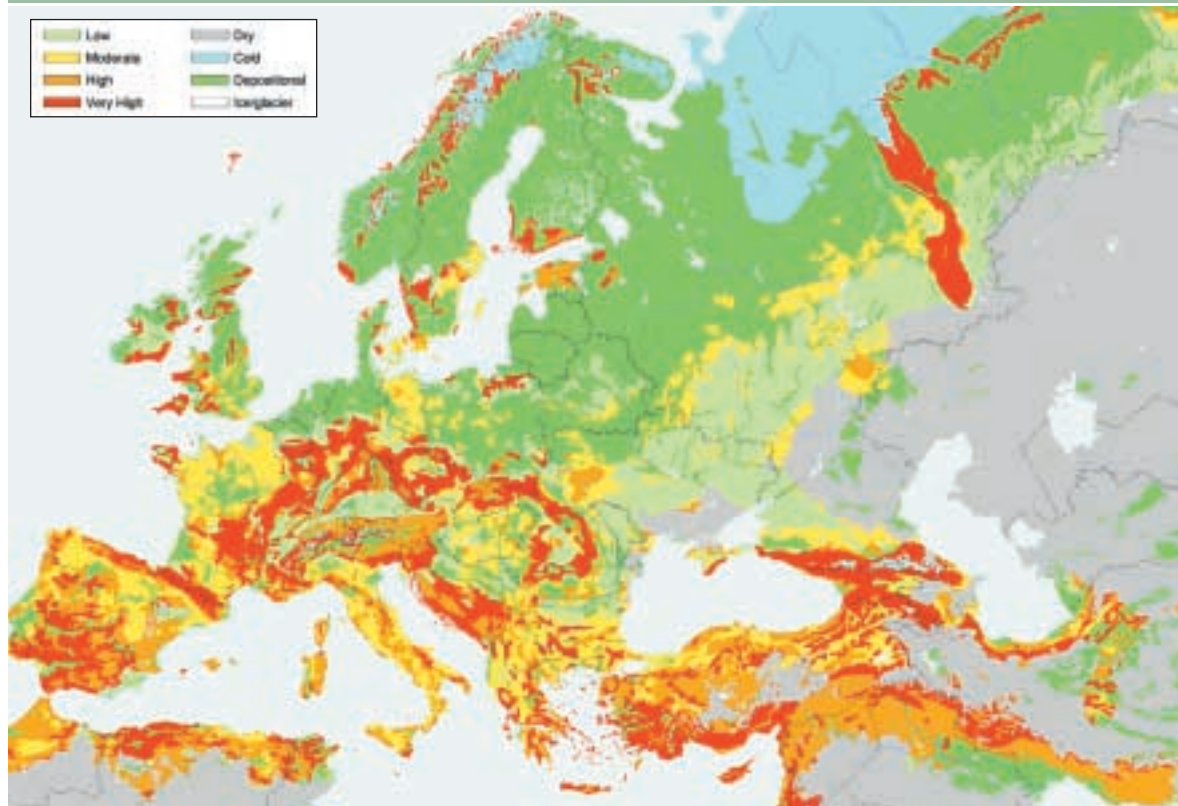 Low
Moderate
High
Very High
Dry
Cold
Depositional
Ice/glacier